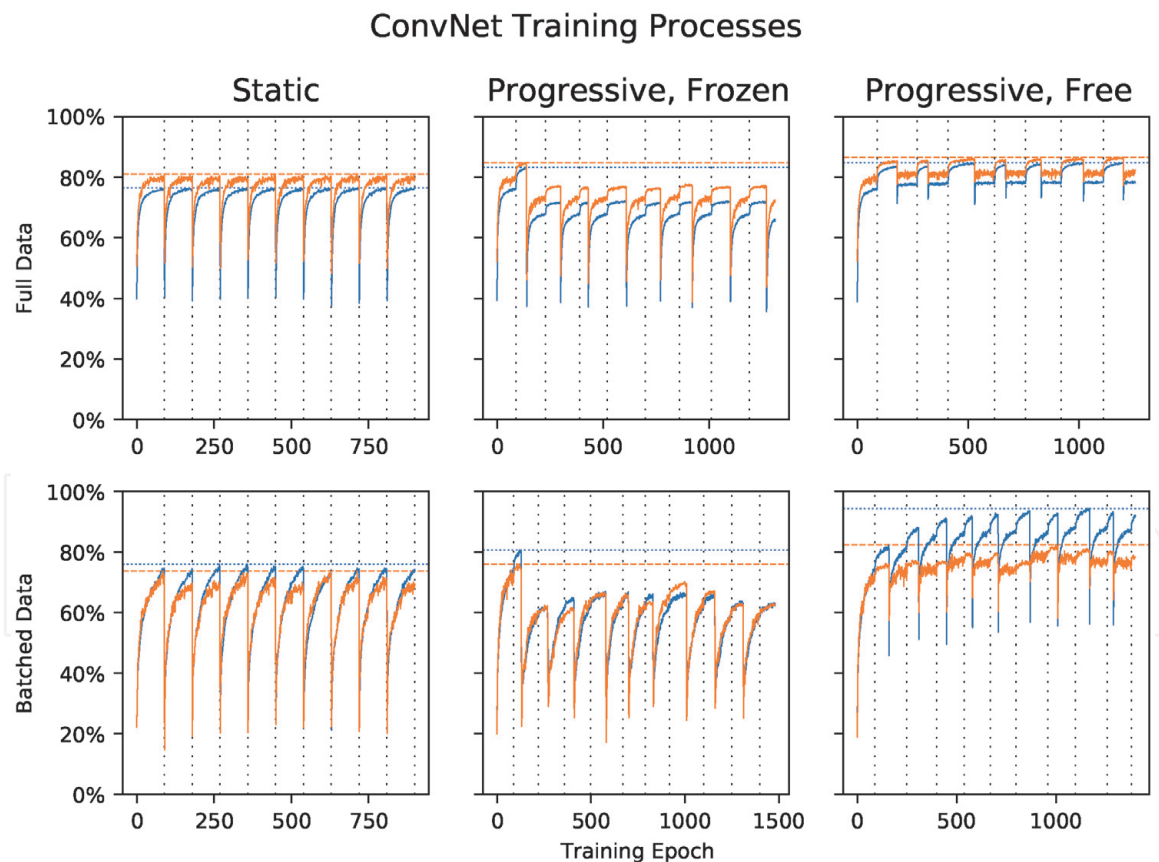 ConvNet Training Processes
Static
Progressive, Frozen
Progressive, Free
Full Data
100%
80%
60%
40%
20%
0%
0 250 500 750
0 500 1000
0 500 1000
Batched Data
100%
80%
60%
40%
20%
0%
0 250 500 750
0 500 1000 1500
0 500 1000
Training Epoch